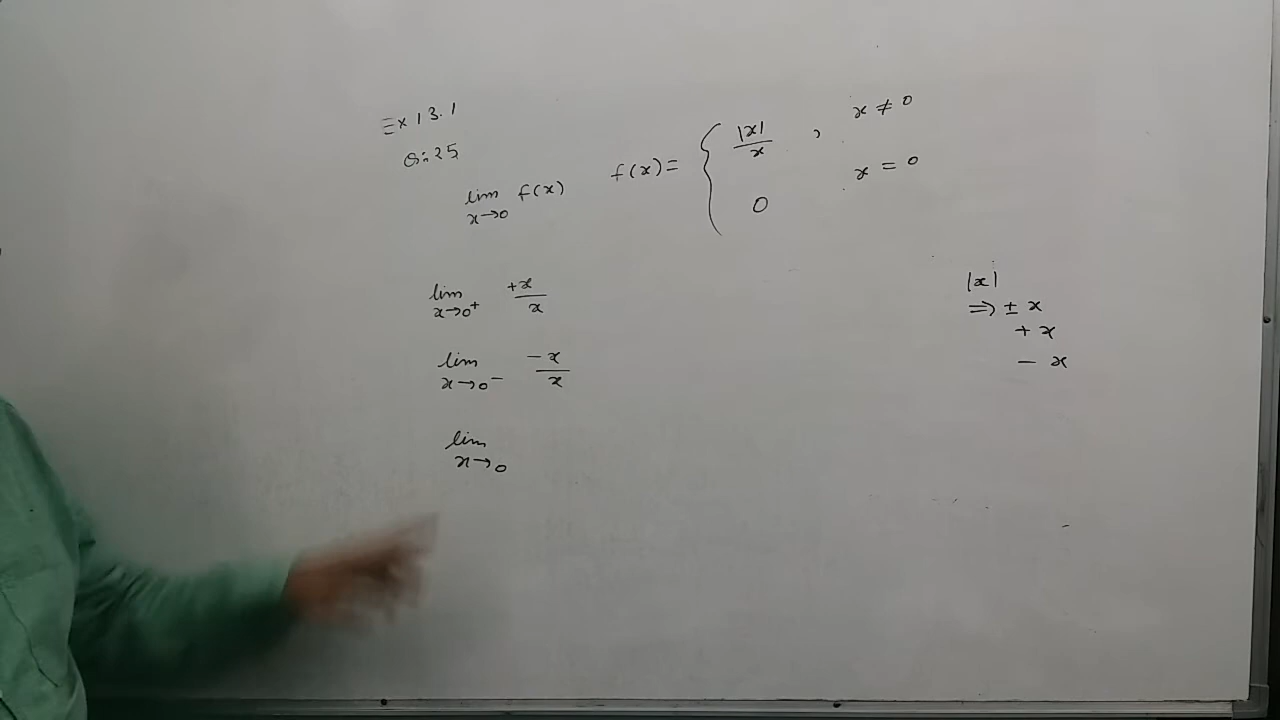 Ex 13.1
Q:25
lim x→0 f(x)   f(x) = { |x|/x , x ≠ 0
0   x = 0
lim x→0⁺ +x/x
lim x→0⁻ −x/x
lim x→0
|x|
⇒ ± x
+ x
− x